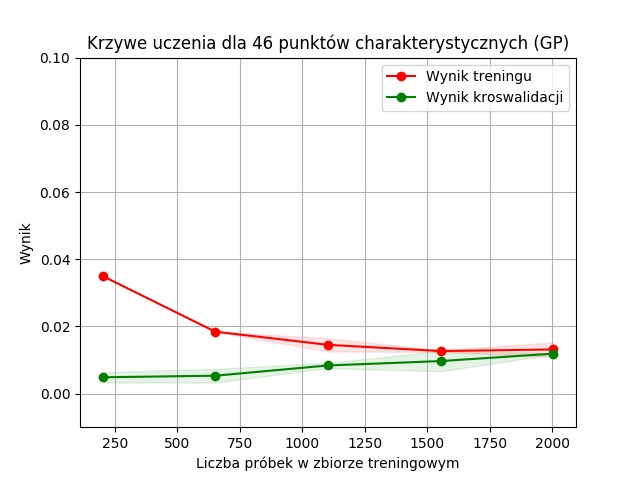 Krzywe uczenia dla 46 punktów charakterystycznych (GP)
Wynik treningu
Wynik kroswalidacji
0.10
0.08
0.06
0.04
0.02
0.00
Wynik
250 500 750 1000 1250 1500 1750 2000
Liczba próbek w zbiorze treningowym